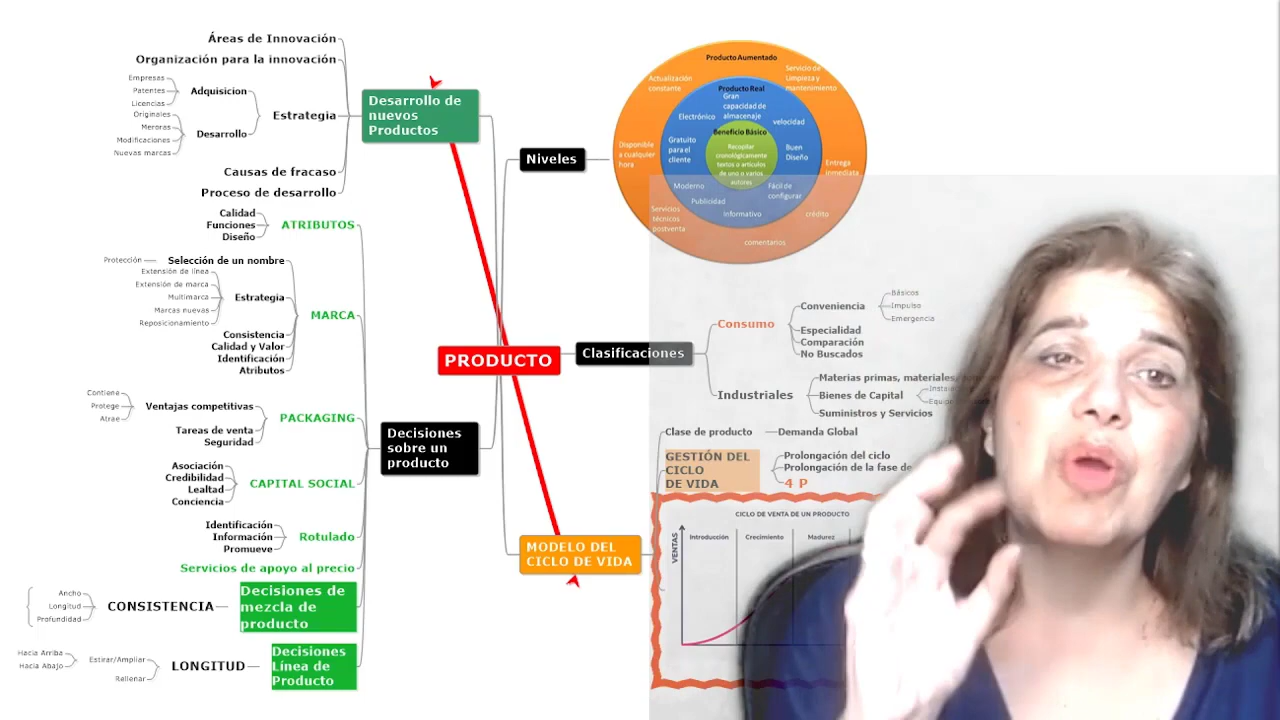 Áreas de Innovación
Organización para la innovación
Empresas
Patentes
Licencias
Adquisicion
Originales
Meroras
Modificaciones
Nuevas marcas
Desarrollo
Estrategia
Causas de fracaso
Proceso de desarrollo
Desarrollo de
nuevos
Productos
Calidad
Funciones
Diseño
ATRIBUTOS
Protección
Selección de un nombre
Extensión de línea
Extensión de marca
Multimarca
Marcas nuevas
Reposicionamiento
Estrategia
Consistencia
Calidad y Valor
Identificación
Atributos
MARCA
Contiene
Protege
Atrae
Ventajas competitivas
Tareas de venta
Seguridad
PACKAGING
Asociación
Credibilidad
Lealtad
Conciencia
CAPITAL SOCIAL
Identificación
Información
Promueve
Rotulado
Servicios de apoyo al precio
Ancho
Longitud
Profundidad
CONSISTENCIA
Decisiones de
mezcla de
producto
Hacia Arriba
Hacia Abajo
Estirar/Ampliar
Rellenar
LONGITUD
Decisiones
Línea de
Producto
Decisiones
sobre un
producto
PRODUCTO
Niveles
Producto Aumentado
Actualización
constante
Servicio de
Limpieza y
mantenimiento
Disponible
a cualquier
hora
Entrega
inmediata
Servicios
técnicos
postventa
crédito
comentarios
Producto Real
Gran
capacidad de
almacenaje
Electrónico
velocidad
Gratuito
para el
cliente
Buen
Diseño
Moderno
Fácil de
configurar
Publicidad
Informativo
Beneficio Básico
Recopilar
cronológicamente
textos o artículos
de uno o varios
autores
Clasificaciones
Consumo
Conveniencia
Básicos
Impulso
Emergencia
Especialidad
Comparación
No Buscados
Industriales
Materias primas, materiales,
Bienes de Capital
Suministros y Servicios
MODELO DEL
CICLO DE VIDA
Clase de producto
Demanda Global
GESTIÓN DEL
CICLO
DE VIDA
Prolongación del ciclo
Prolongación de la fase de
4 P
CICLO DE VENTA DE UN PRODUCTO
VENTAS
Introducción
Crecimiento
Madurez